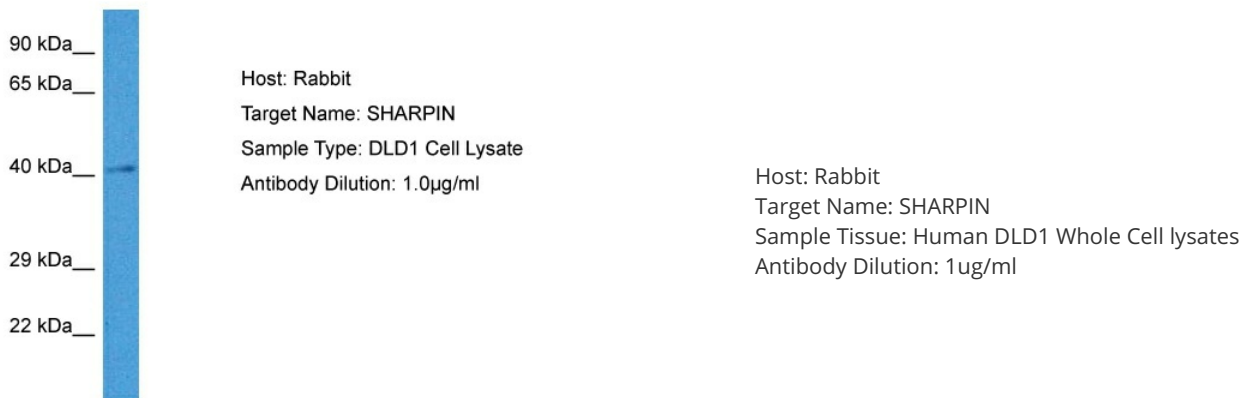 90 kDa__
65 kDa__
40 kDa__
29 kDa__
22 kDa__
Host: Rabbit
Target Name: SHARPIN
Sample Type: DLD1 Cell Lysate
Antibody Dilution: 1.0µg/ml
Host: Rabbit
Target Name: SHARPIN
Sample Tissue: Human DLD1 Whole Cell lysates
Antibody Dilution: 1ug/ml